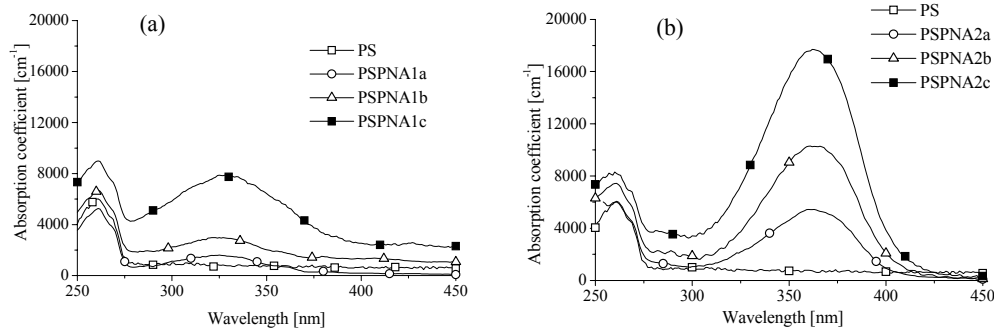 (a)
PS
PSPNA1a
PSPNA1b
PSPNA1c
Absorption coefficient [cm⁻¹]
20000
16000
12000
8000
4000
0
250 300 350 400 450
Wavelength [nm]
(b)
PS
PSPNA2a
PSPNA2b
PSPNA2c
Absorption coefficient [cm⁻¹]
20000
16000
12000
8000
4000
0
250 300 350 400 450
Wavelength [nm]